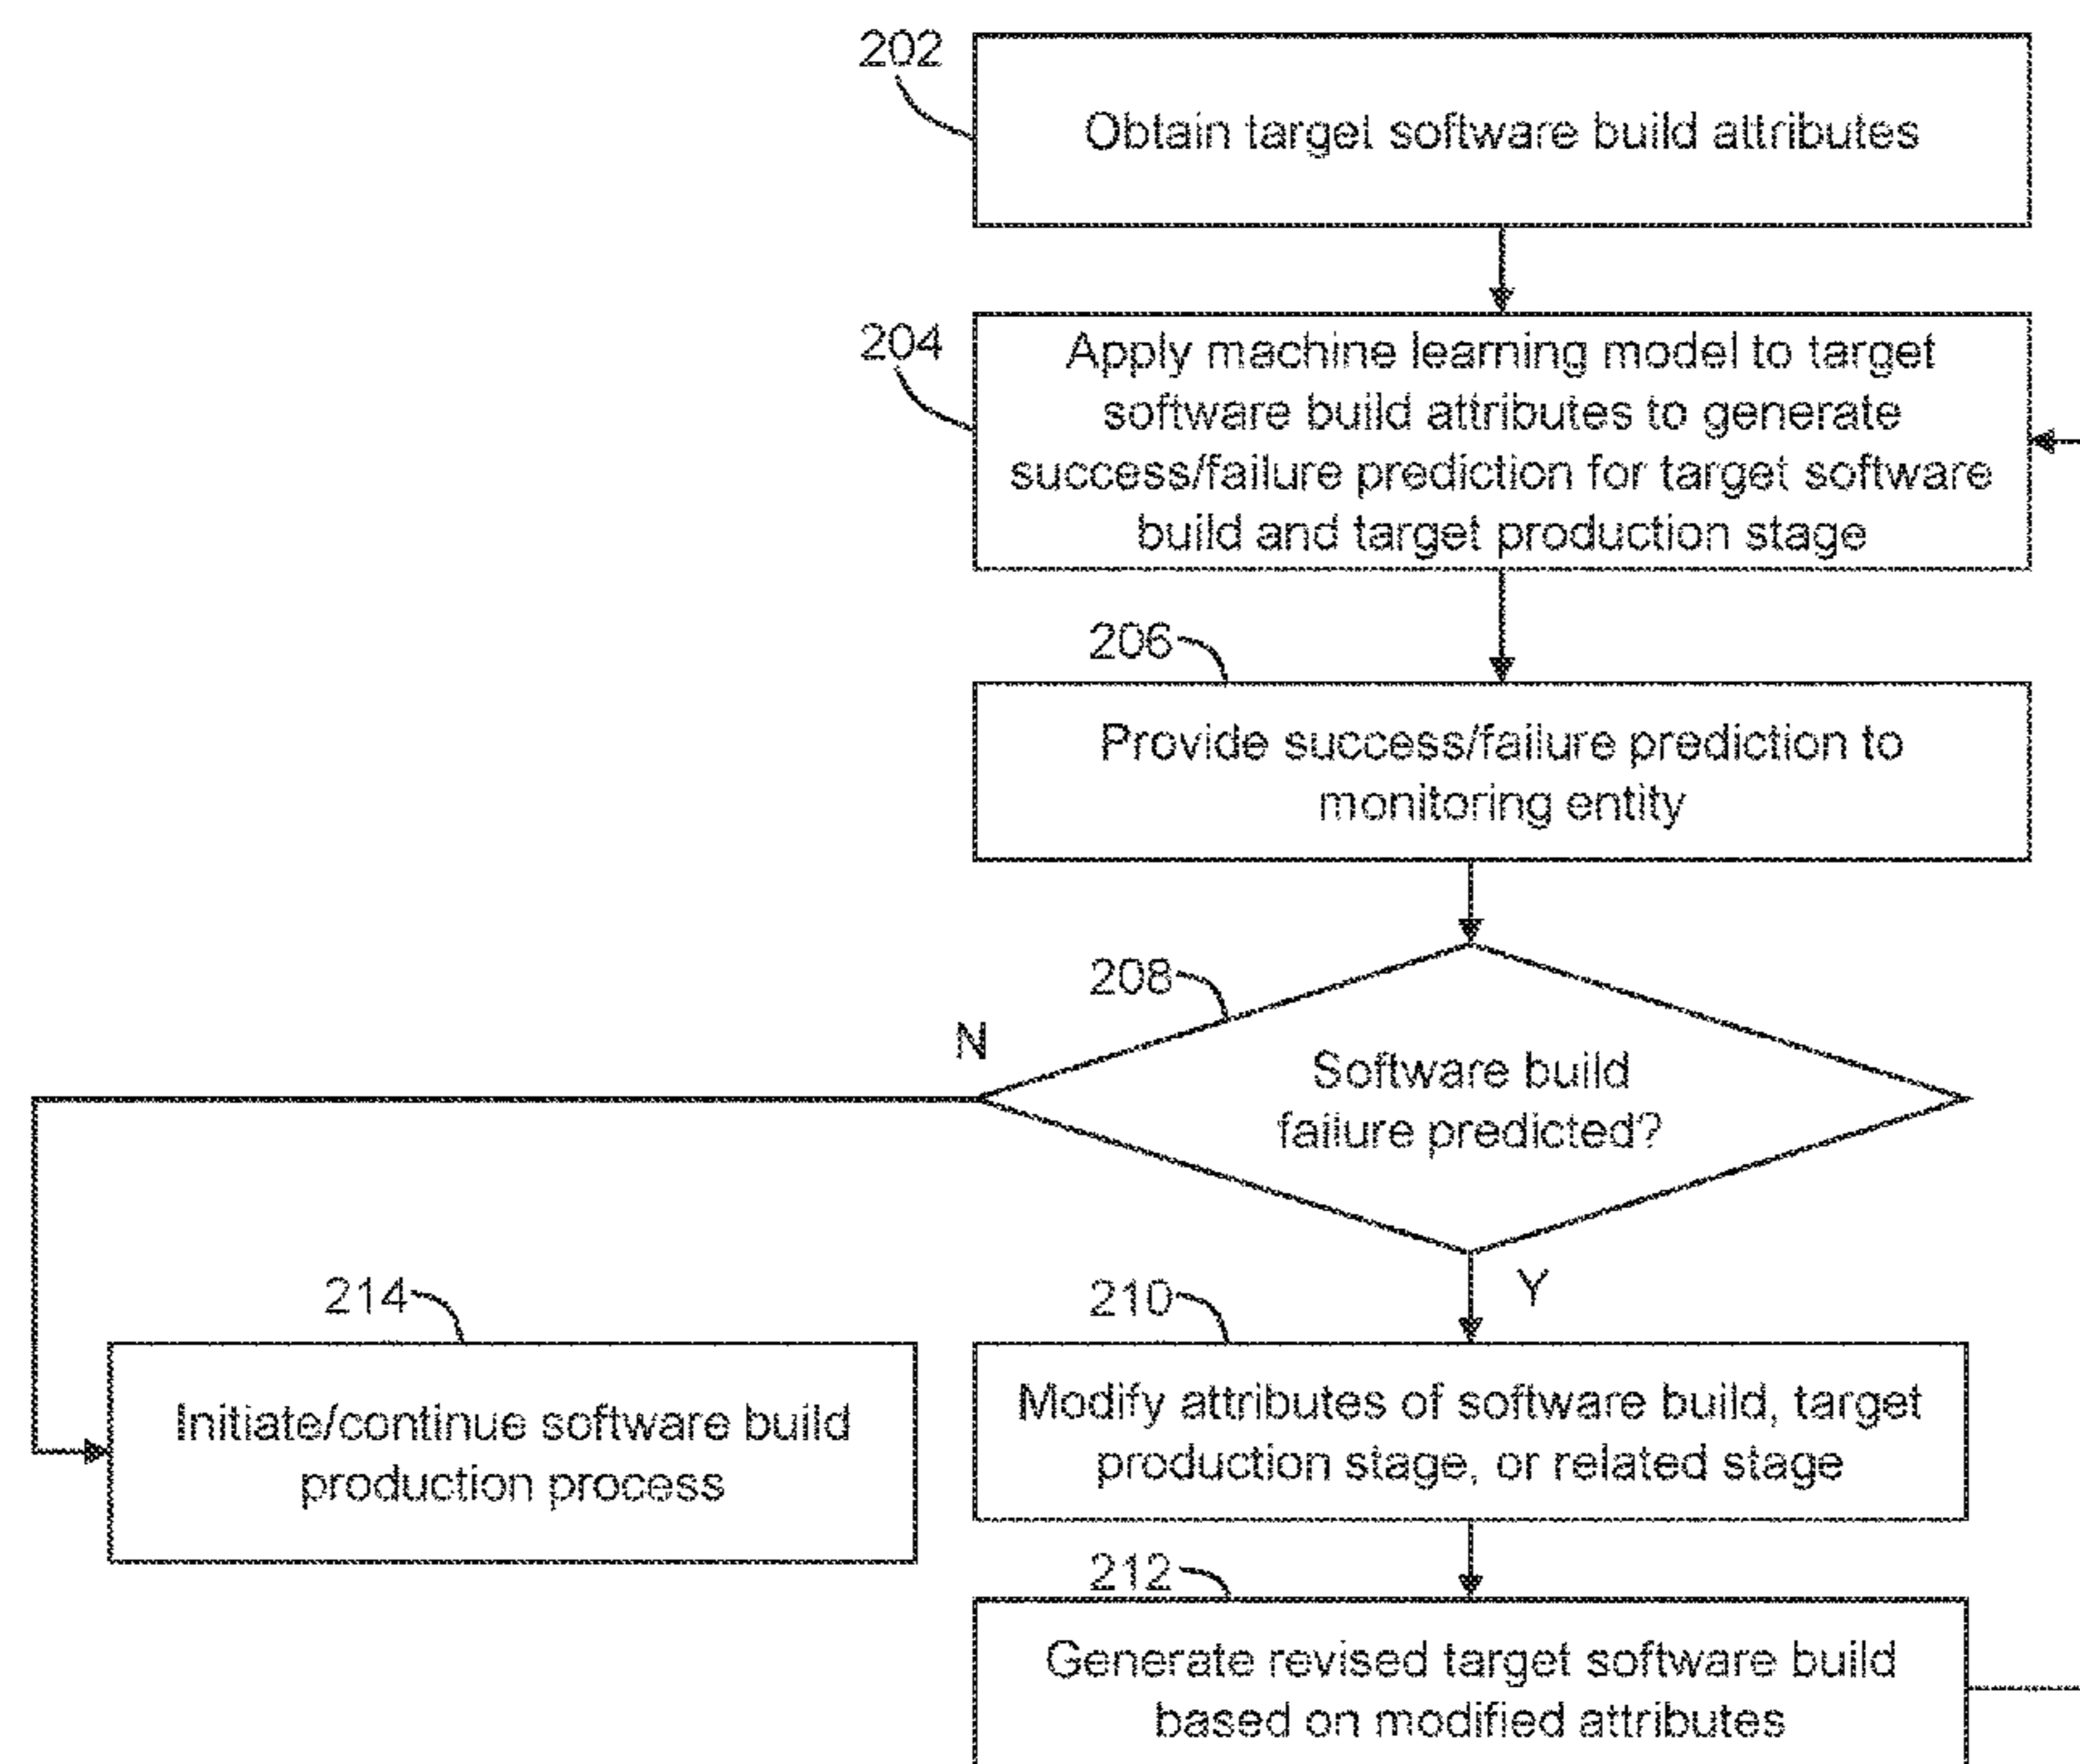 202
Obtain target software build attributes
204
Apply machine learning model to target
software build attributes to generate
success/failure prediction for target software
build and target production stage
206
Provide success/failure prediction to
monitoring entity
208
N
Software build
failure predicted?
Y
214
Initiate/continue software build
production process
210
Modify attributes of software build, target
production stage, or related stage
212
Generate revised target software build
based on modified attributes